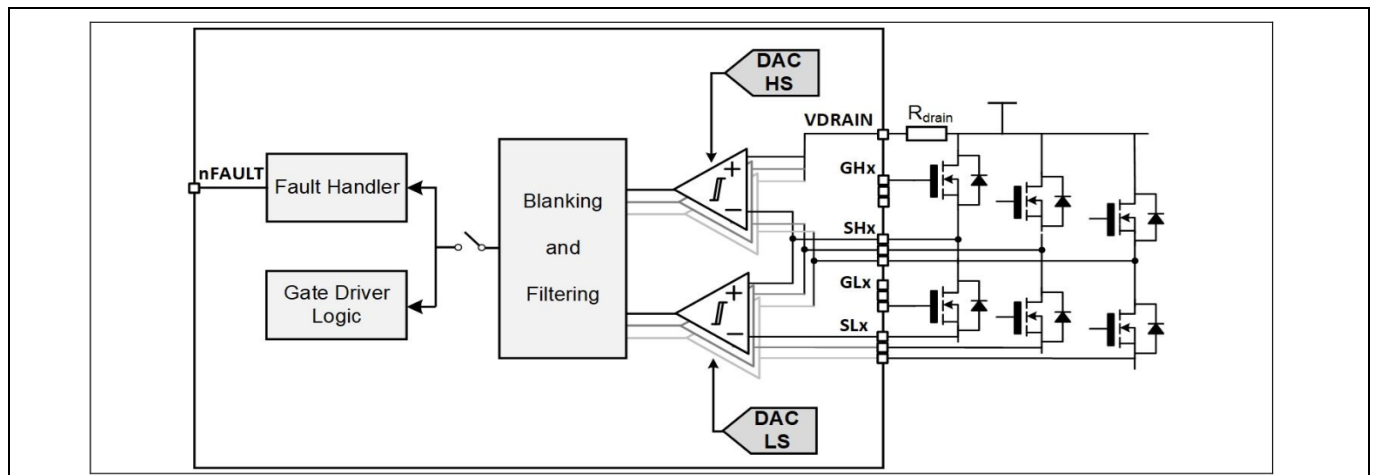 DAC
HS
VDRAIN
Rdrain
nFAULT
Fault Handler
GHx
Blanking
and
Filtering
SHx
Gate Driver
Logic
GLx
SLx
DAC
LS
+
−
+
−